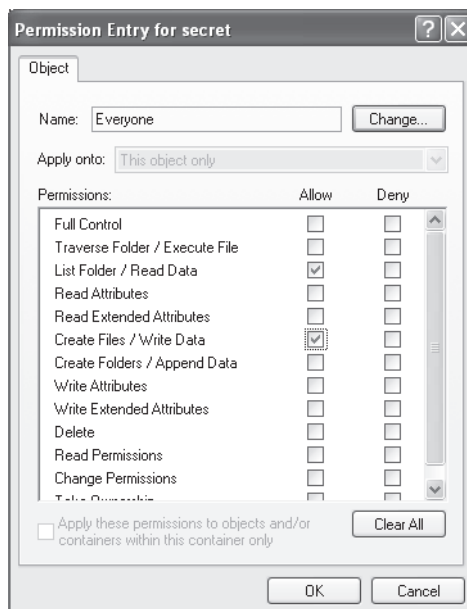 Permission Entry for secret
Object
Name: Everyone Change...
Apply onto: This object only
Permissions: Allow Deny
Full Control
Traverse Folder / Execute File
List Folder / Read Data
Read Attributes
Read Extended Attributes
Create Files / Write Data
Create Folders / Append Data
Write Attributes
Write Extended Attributes
Delete
Read Permissions
Change Permissions
Take Ownership
Apply these permissions to objects and/or Clear All
containers within this container only
OK Cancel